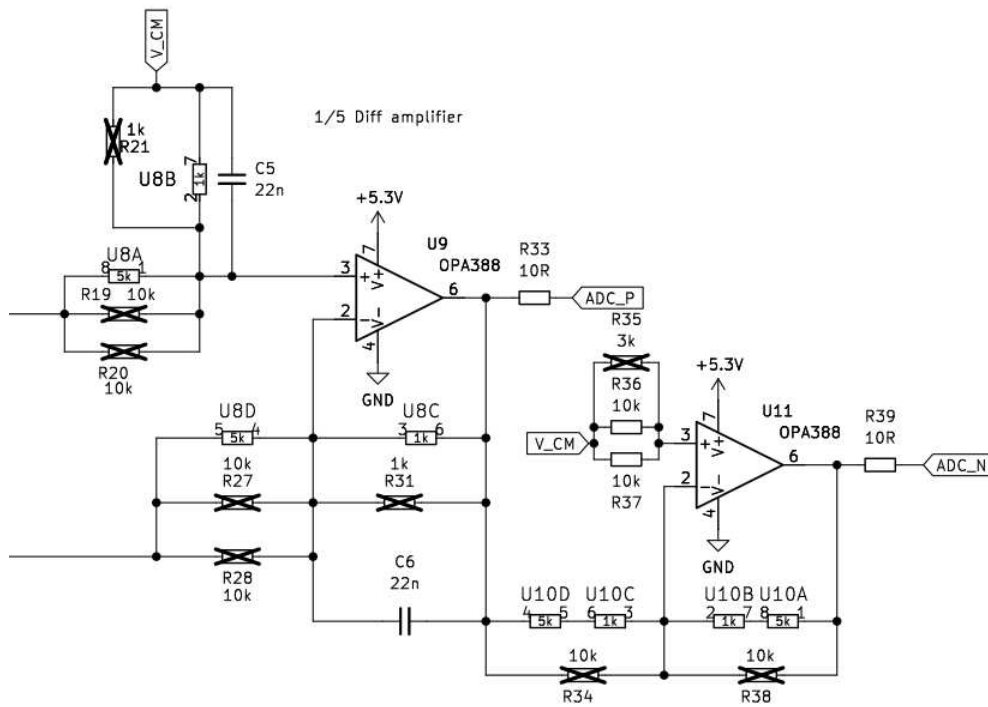 V_CM
1/5 Diff amplifier
1k
R21
U8B
7
1k
2
C5
22n
+5.3V
U9
OPA388
7
3
+
V+
6
2
−
V-
4
GND
R33
10R
ADC_P
U8A
8
5k
1
R19
10k
R20
10k
R35
3k
R36
10k
V_CM
10k
R37
+5.3V
U11
OPA388
7
3
+
V+
6
2
−
V-
4
GND
R39
10R
ADC_N
U8D
5
5k
4
U8C
3
1k
6
10k
R27
1k
R31
R28
10k
C6
22n
U10D
4
5k
5
U10C
6
1k
3
U10B
2
1k
7
U10A
8
5k
1
10k
R34
10k
R38